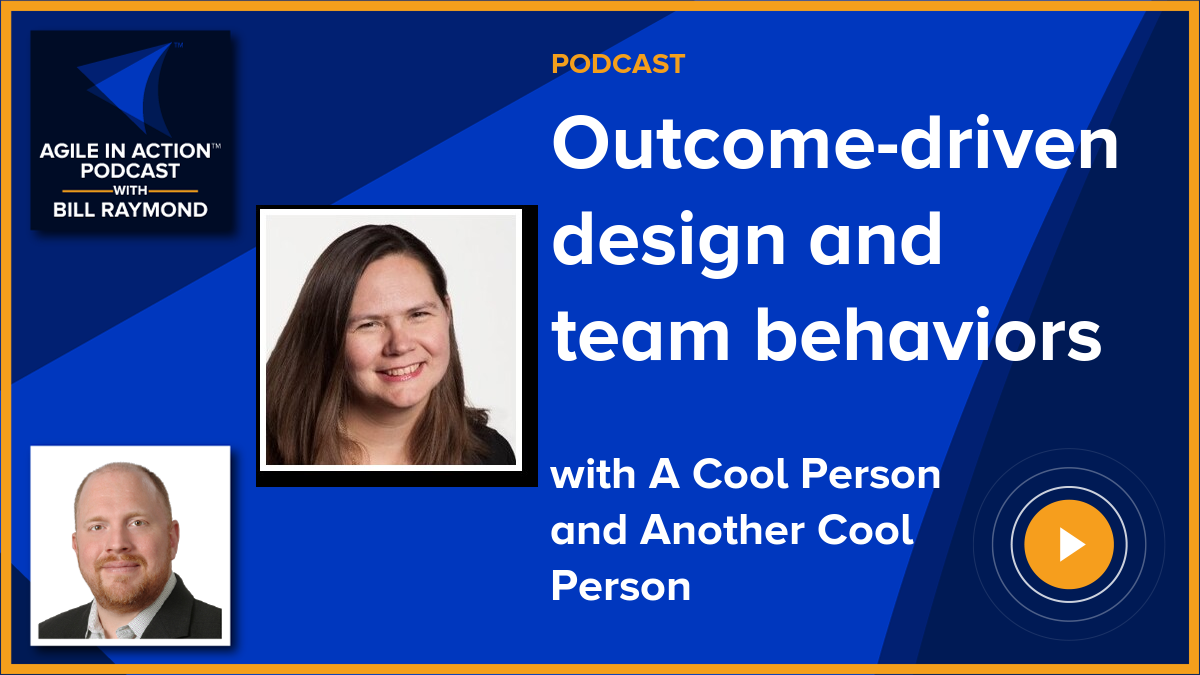 AGILE IN ACTION™
PODCAST
WITH
BILL RAYMOND
PODCAST
Outcome-driven
design and
team behaviors
with A Cool Person
and Another Cool
Person